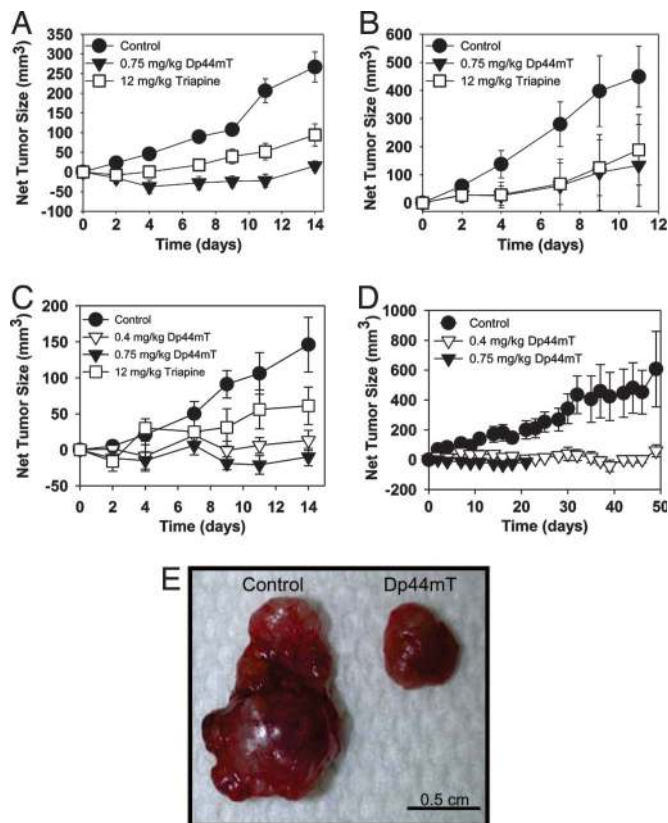 A
Net Tumor Size (mm³)
350
300
250
200
150
100
50
0
-50
-100
Control
0.75 mg/kg Dp44mT
12 mg/kg Triapine
0 2 4 6 8 10 12 14
Time (days)
B
Net Tumor Size (mm³)
600
400
200
0
Control
0.75 mg/kg Dp44mT
12 mg/kg Triapine
0 2 4 6 8 10 12
Time (days)
C
Net Tumor Size (mm³)
200
150
100
50
0
-50
Control
0.4 mg/kg Dp44mT
0.75 mg/kg Dp44mT
12 mg/kg Triapine
0 2 4 6 8 10 12 14
Time (days)
D
Net Tumor Size (mm³)
1000
800
600
400
200
0
-200
Control
0.4 mg/kg Dp44mT
0.75 mg/kg Dp44mT
0 10 20 30 40 50
Time (days)
E
Control Dp44mT
0.5 cm